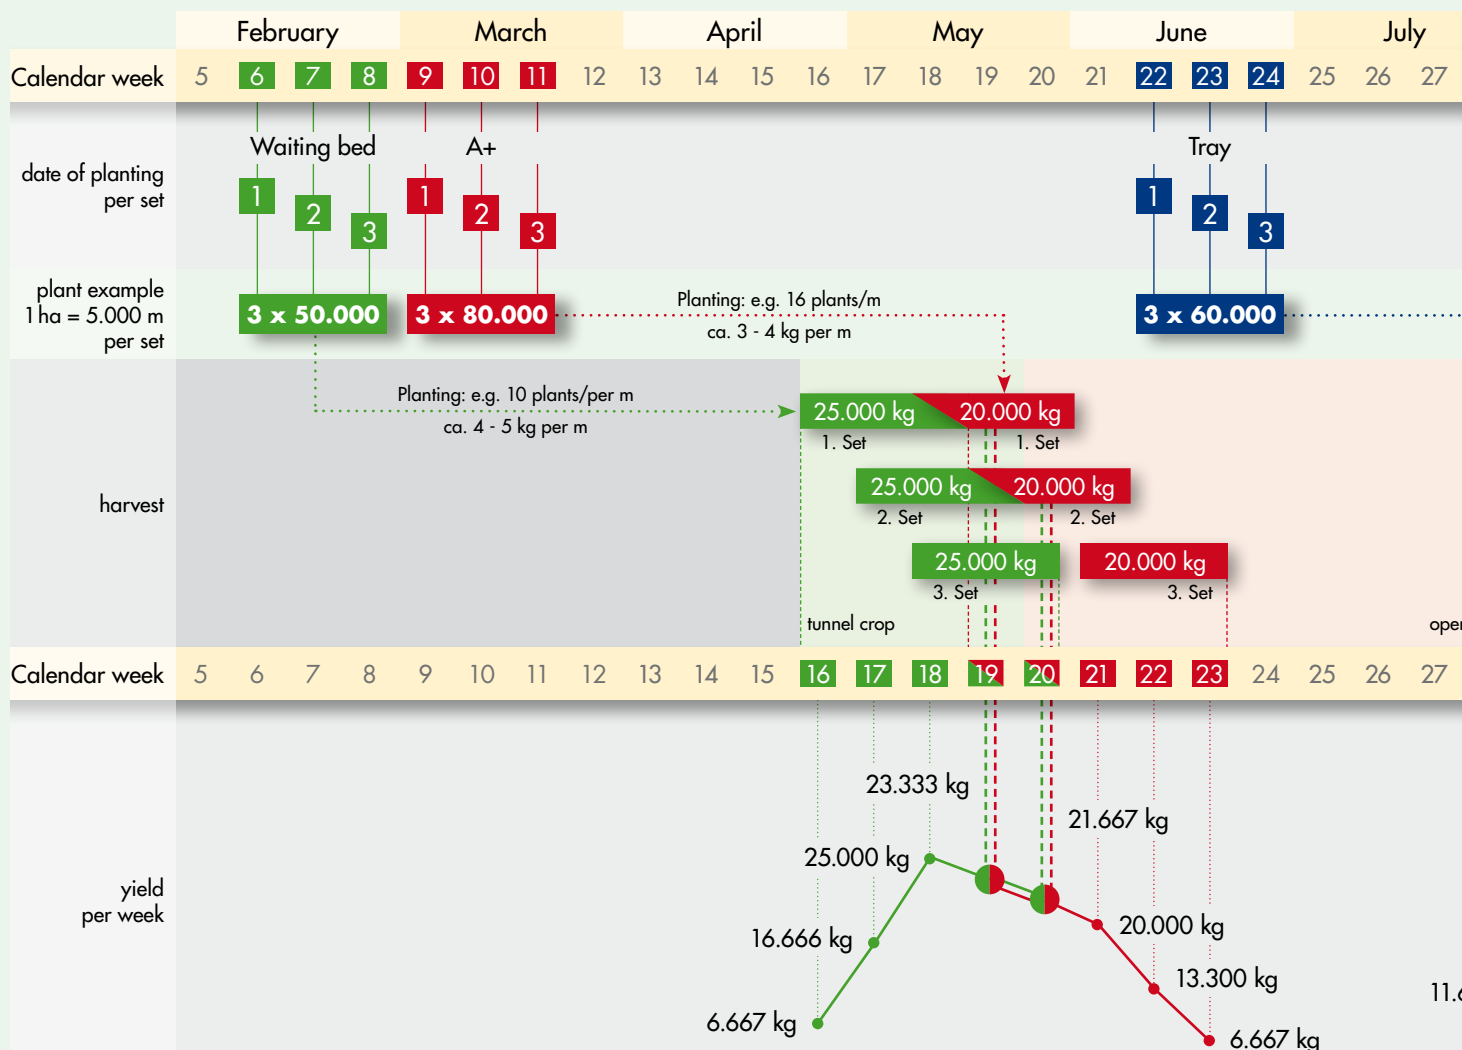 February March April May June July
Calendar week 5 6 7 8 9 10 11 12 13 14 15 16 17 18 19 20 21 22 23 24 25 26 27
Waiting bed A+ Tray
date of planting
per set
1 2 3 1 2 3 1 2 3
plant example
1 ha = 5.000 m
per set
3 x 50.000 3 x 80.000 3 x 60.000
Planting: e.g. 16 plants/m
ca. 3 - 4 kg per m
Planting: e.g. 10 plants/per m
ca. 4 - 5 kg per m
harvest
25.000 kg 20.000 kg
1. Set 1. Set
25.000 kg 20.000 kg
2. Set 2. Set
25.000 kg 20.000 kg
3. Set 3. Set
tunnel crop
Calendar week 5 6 7 8 9 10 11 12 13 14 15 16 17 18 19 20 21 22 23 24 25 26 27
yield
per week
23.333 kg
21.667 kg
25.000 kg
16.666 kg
20.000 kg
13.300 kg
6.667 kg
6.667 kg